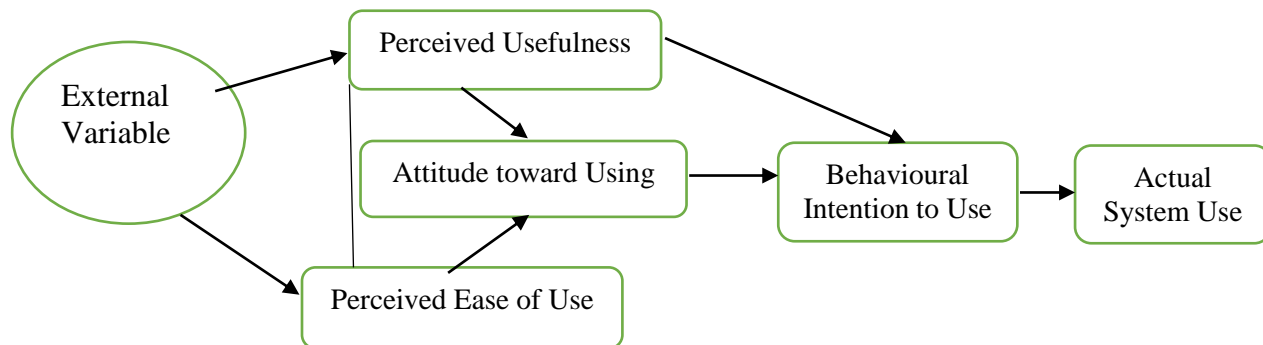 Perceived Usefulness
External
Variable
Attitude toward Using
Behavioural
Intention to Use
Actual
System Use
Perceived Ease of Use